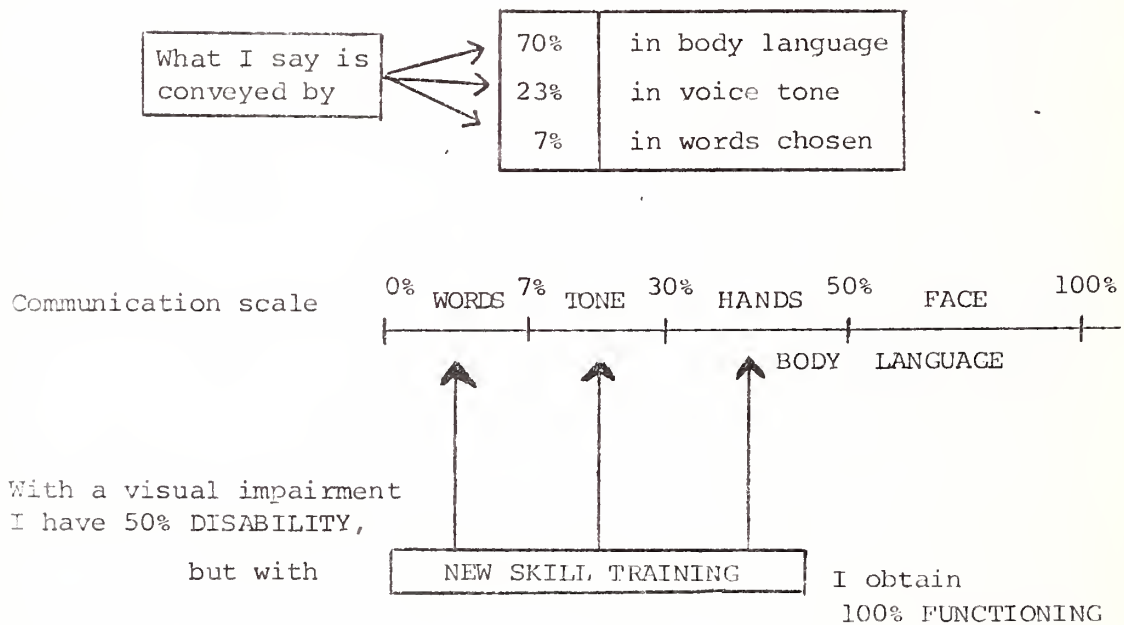 What I say is
conveyed by
70% in body language
23% in voice tone
7% in words chosen
0% WORDS 7% TONE 30% HANDS 50% FACE 100%
Communication scale
BODY LANGUAGE
With a visual impairment
I have 50% DISABILITY,
but with
NEW SKILL TRAINING
I obtain
100% FUNCTIONING